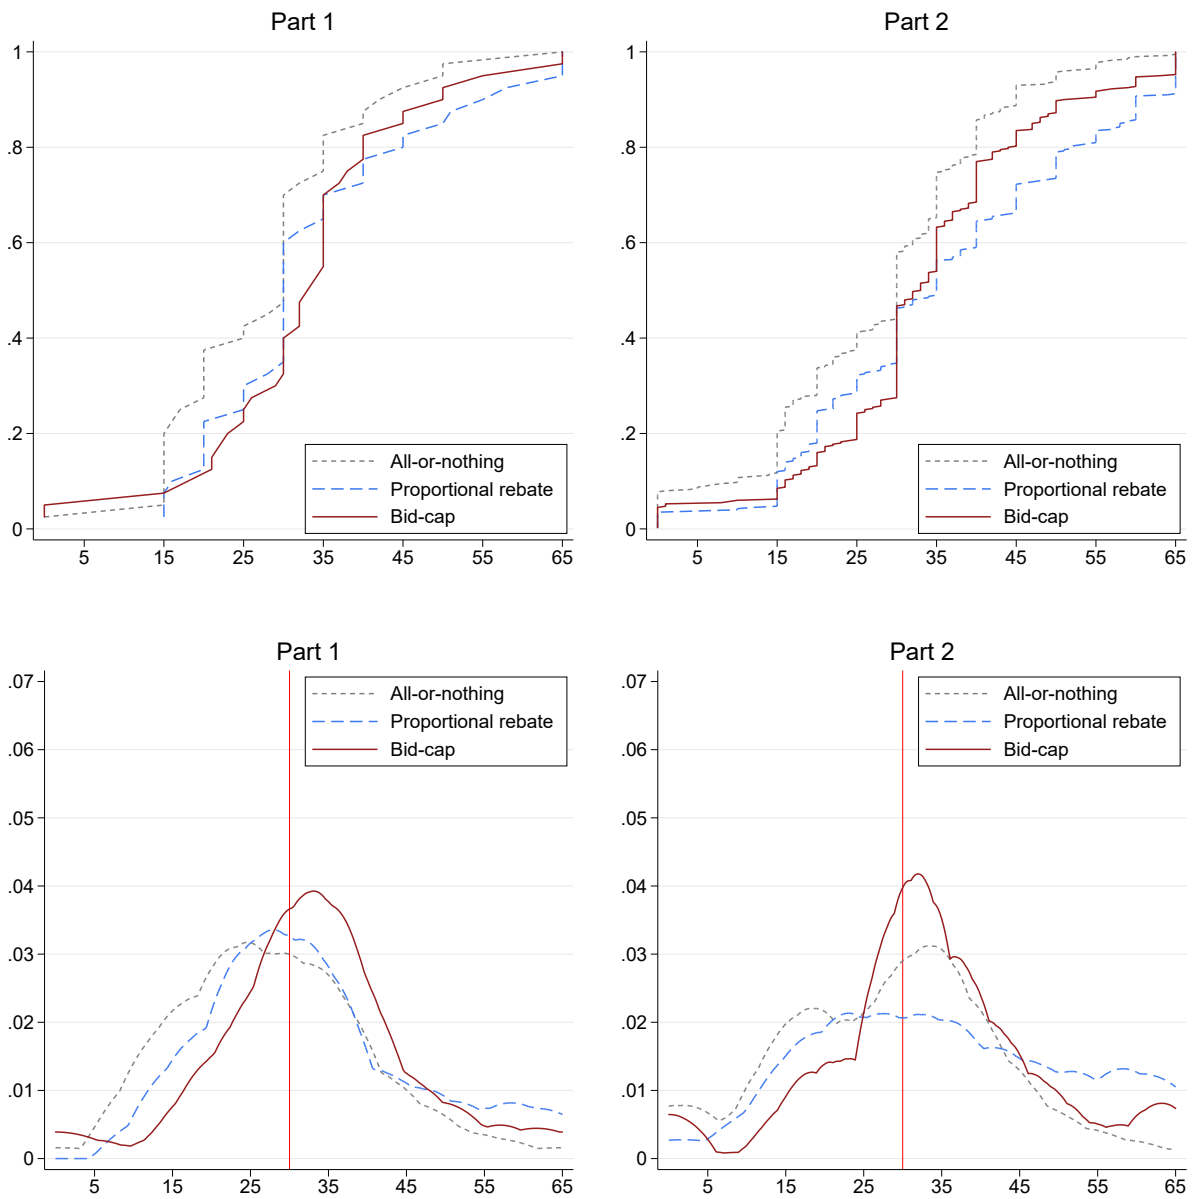 Part 1
1
.8
.6
.4
.2
0
5 15 25 35 45 55 65
All-or-nothing
Proportional rebate
Bid-cap
Part 2
1
.8
.6
.4
.2
0
5 15 25 35 45 55 65
All-or-nothing
Proportional rebate
Bid-cap
Part 1
.07
.06
.05
.04
.03
.02
.01
0
5 15 25 35 45 55 65
All-or-nothing
Proportional rebate
Bid-cap
Part 2
.07
.06
.05
.04
.03
.02
.01
0
5 15 25 35 45 55 65
All-or-nothing
Proportional rebate
Bid-cap